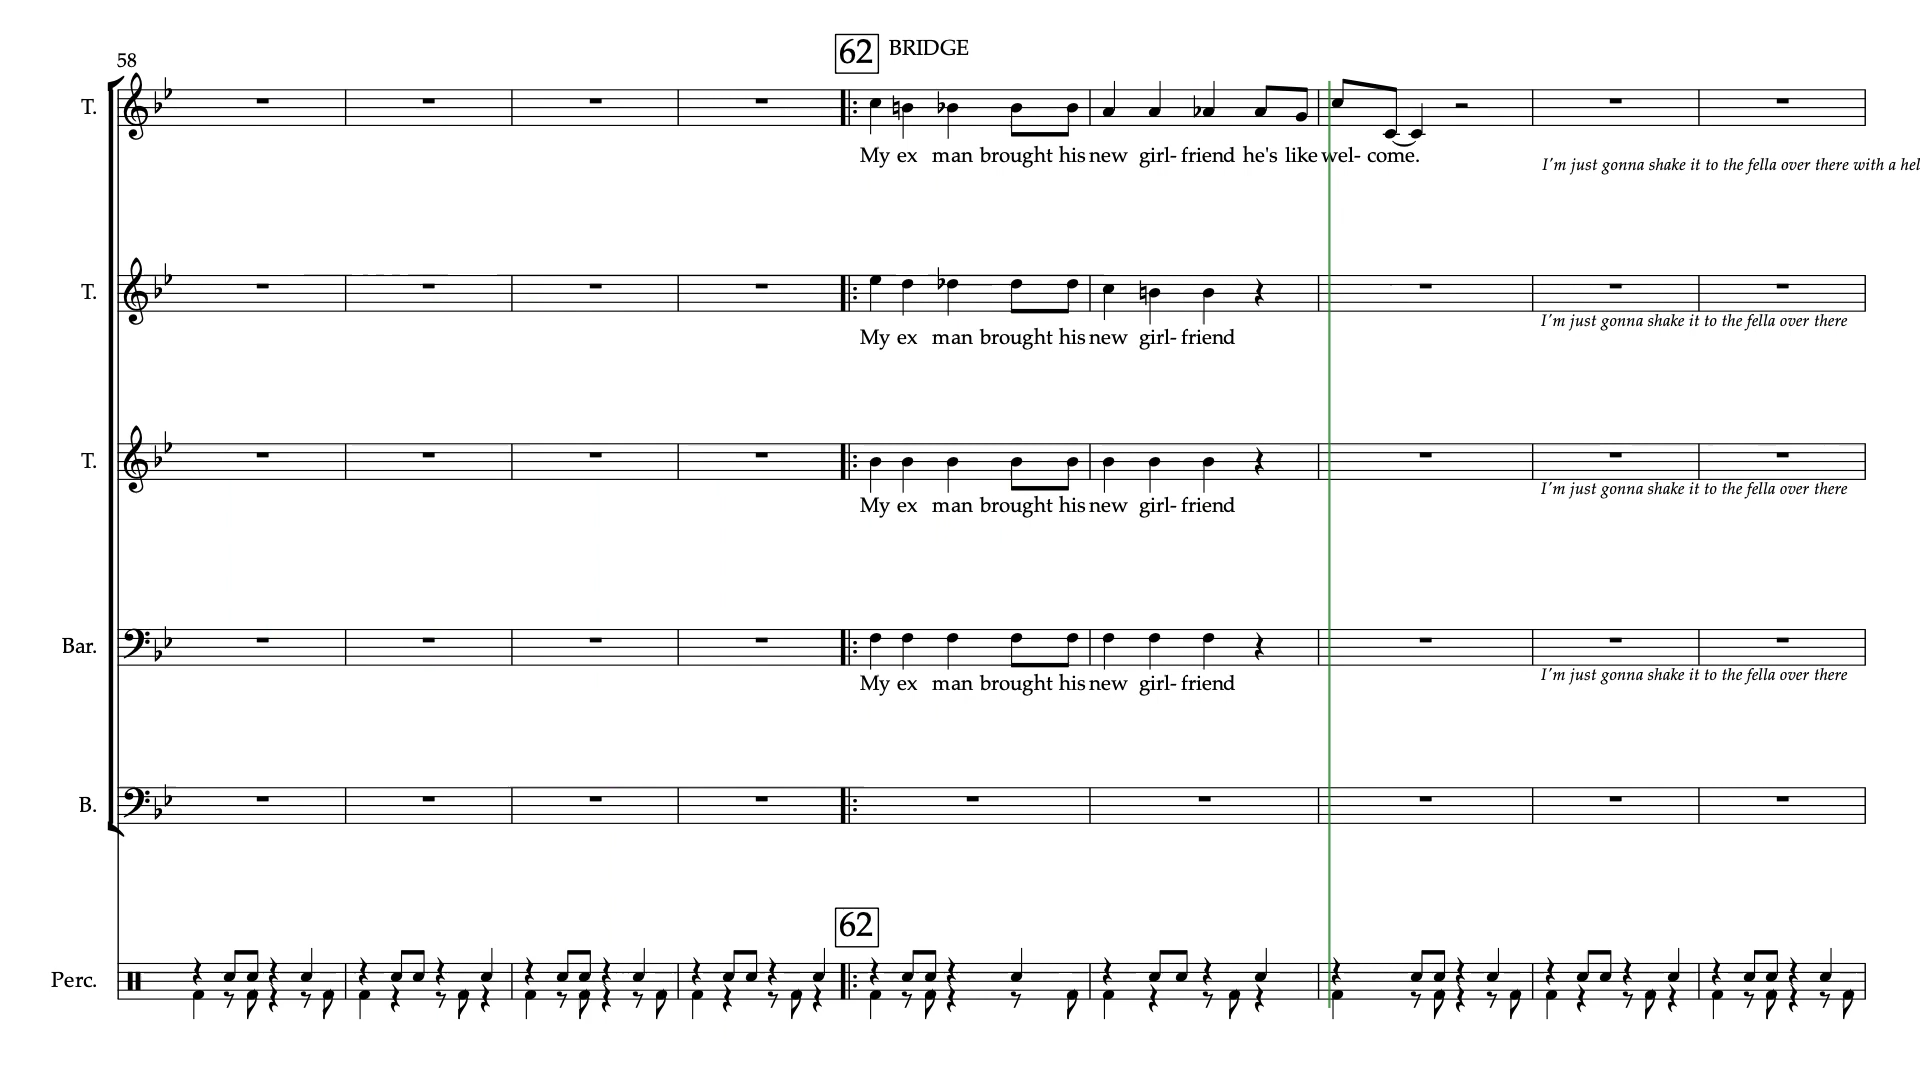 62 BRIDGE
58
T.
My ex man brought his new girl- friend he's like wel- come.
I'm just gonna shake it to the fella over there with a hel
T.
I'm just gonna shake it to the fella over there
My ex man brought his new girl- friend
T.
I'm just gonna shake it to the fella over there
My ex man brought his new girl- friend
Bar.
I'm just gonna shake it to the fella over there
My ex man brought his new girl- friend
B.
62
Perc.